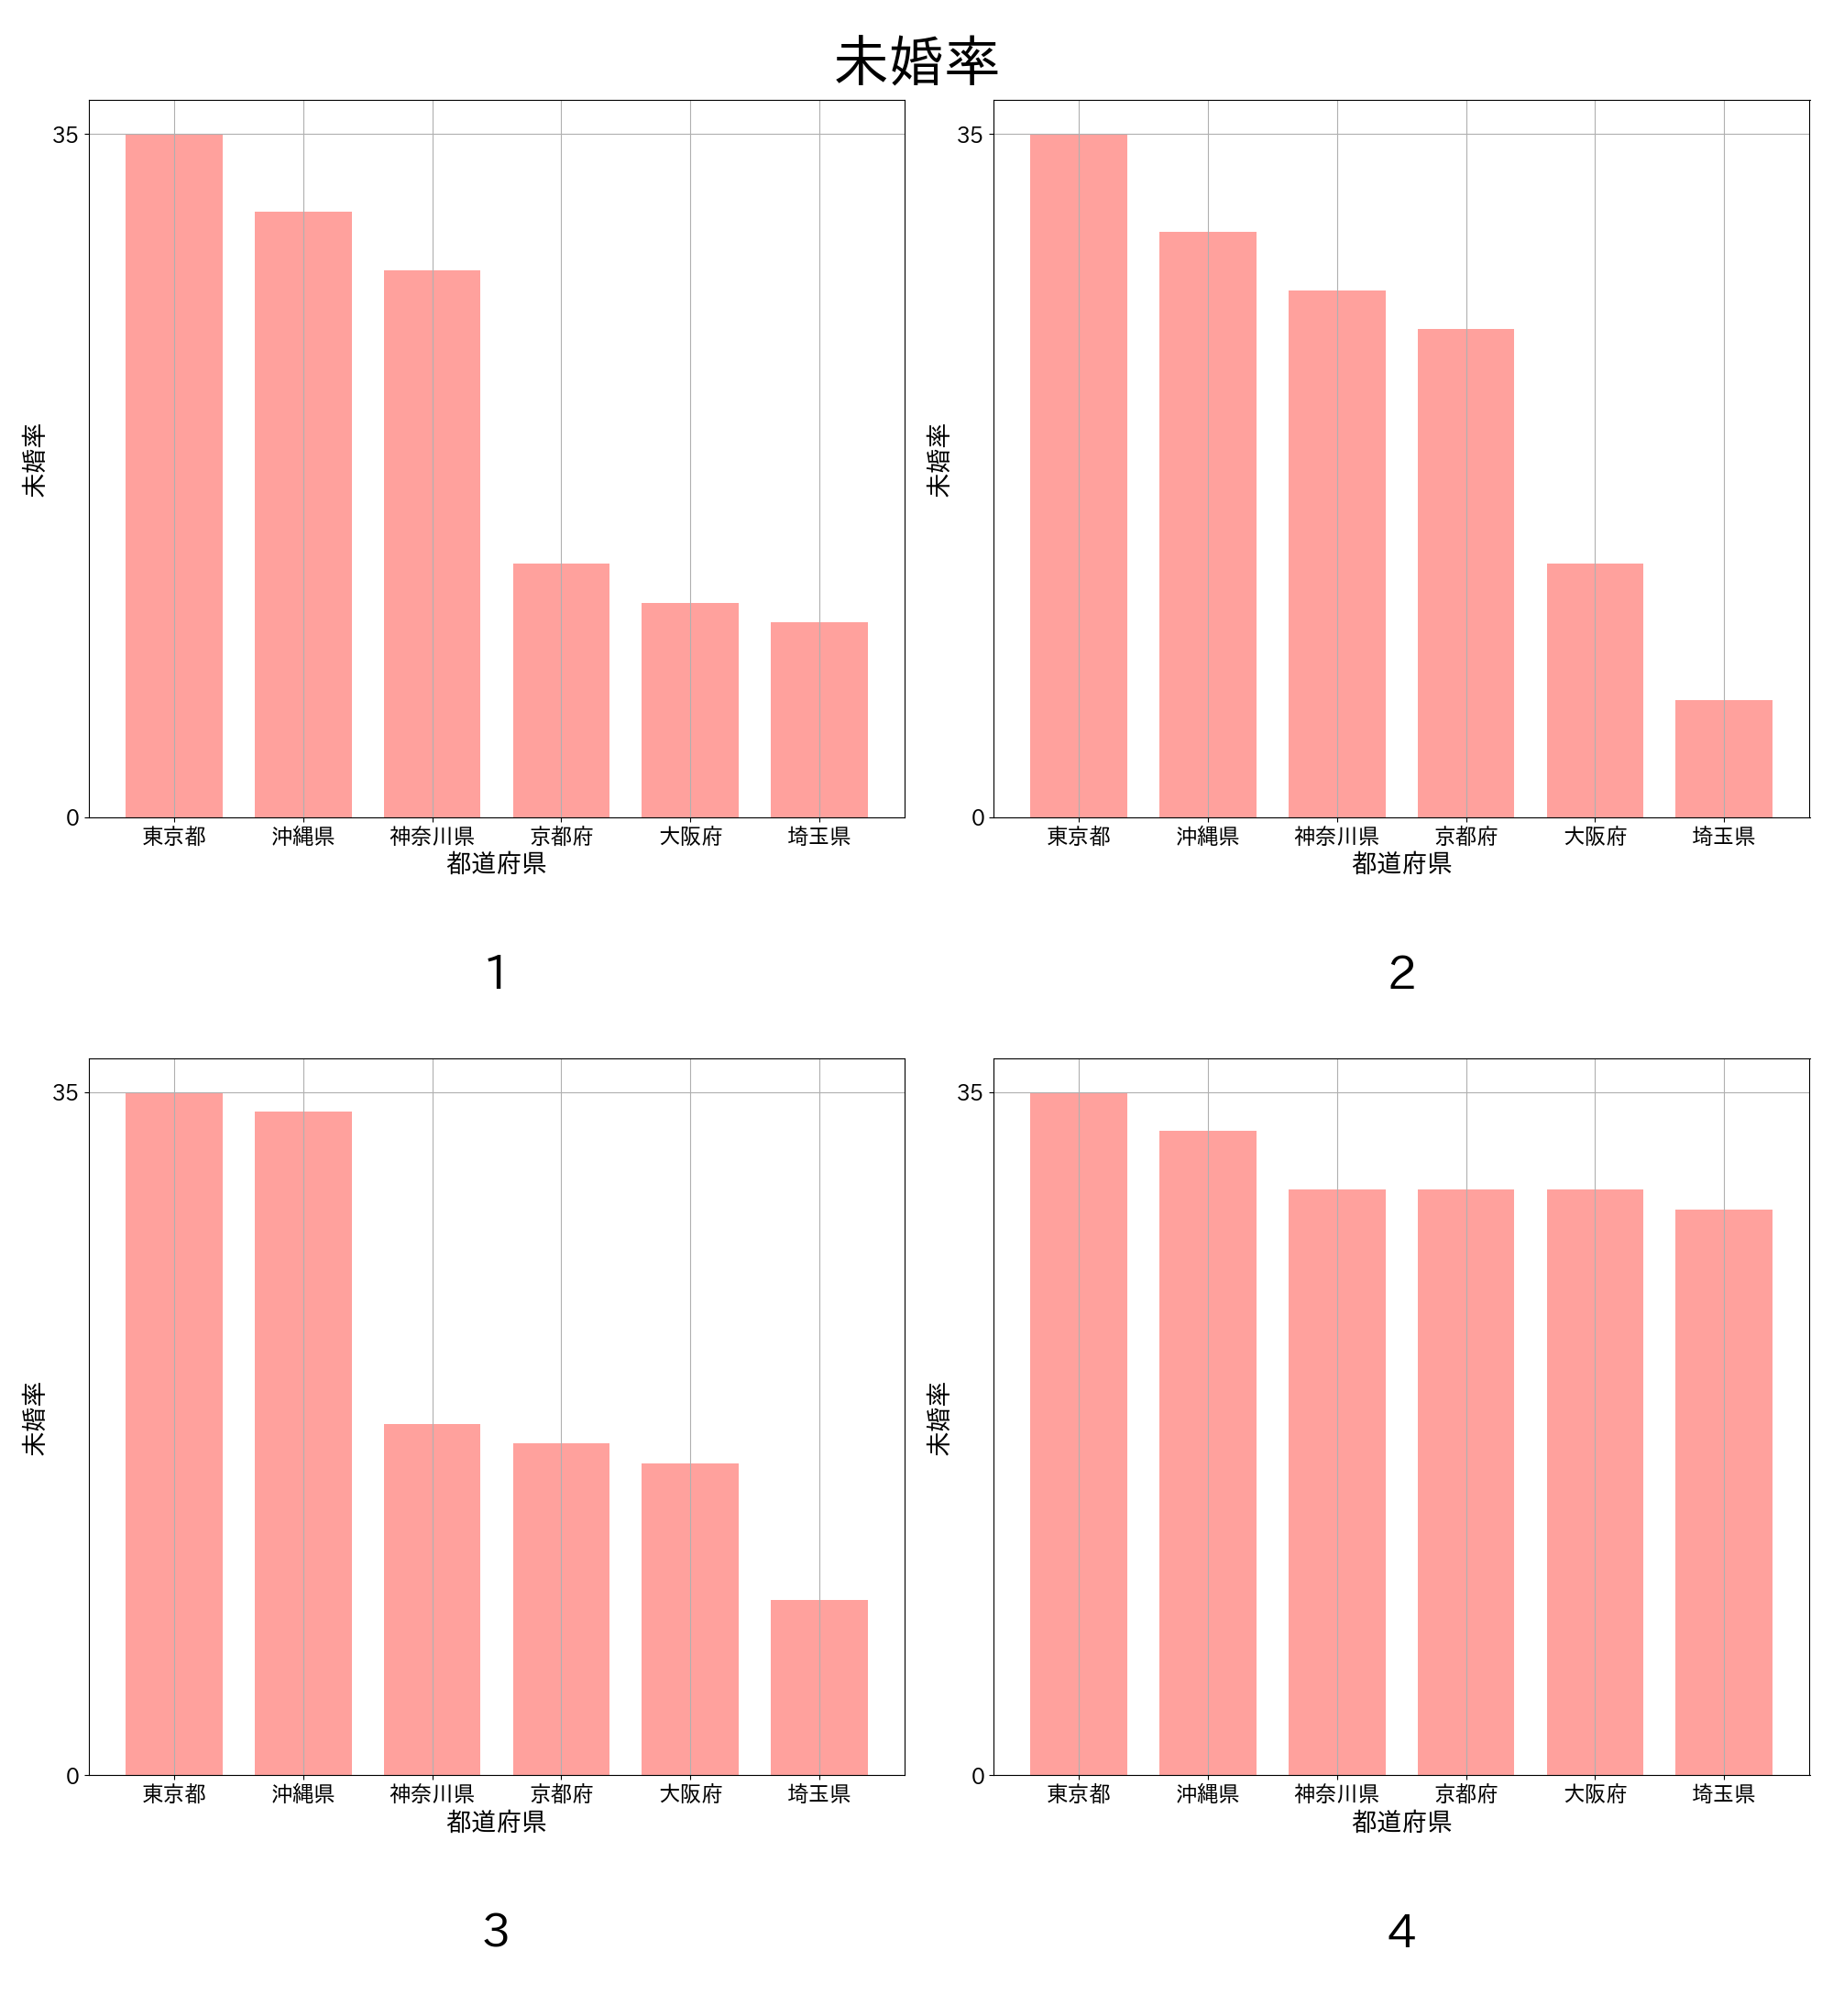 未婚率
35
0
未婚率
東京都 沖縄県 神奈川県 京都府 大阪府 埼玉県
都道府県
1
35
0
未婚率
東京都 沖縄県 神奈川県 京都府 大阪府 埼玉県
都道府県
2
35
0
未婚率
東京都 沖縄県 神奈川県 京都府 大阪府 埼玉県
都道府県
3
35
0
未婚率
東京都 沖縄県 神奈川県 京都府 大阪府 埼玉県
都道府県
4